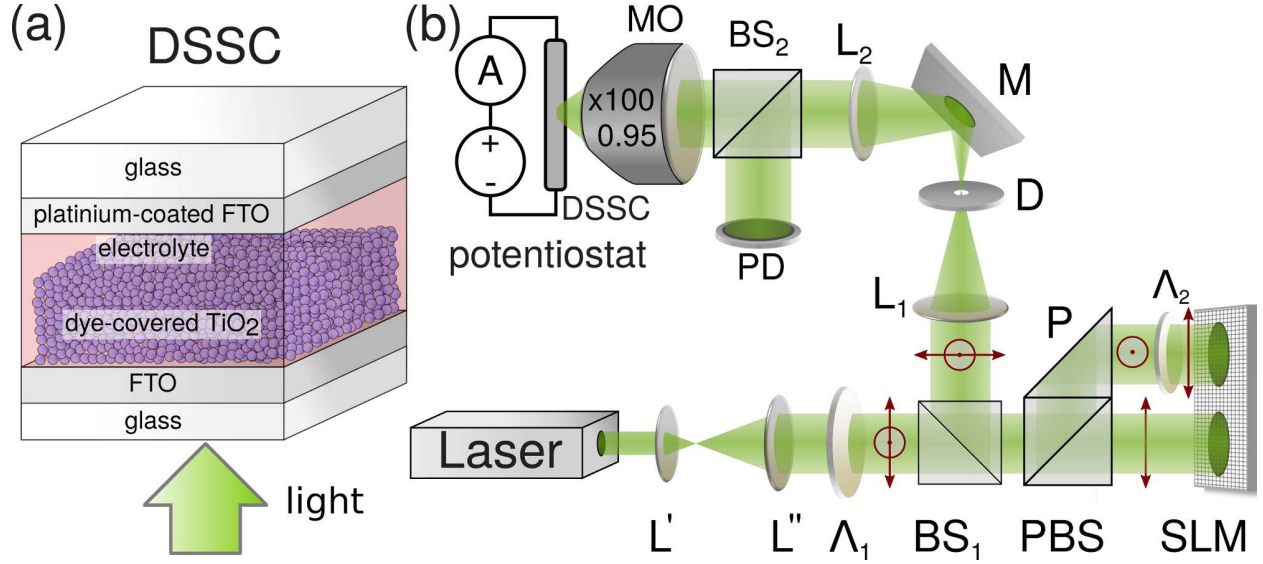 (a)
DSSC
glass
platinium-coated FTO
electrolyte
dye-covered TiO₂
FTO
glass
light
(b)
A
+
-
MO
x100
0.95
DSSC
potentiostat
BS₂
PD
L₂
M
D
L₁
P
Λ₂
Laser
L'
L"
Λ₁
BS₁
PBS
SLM